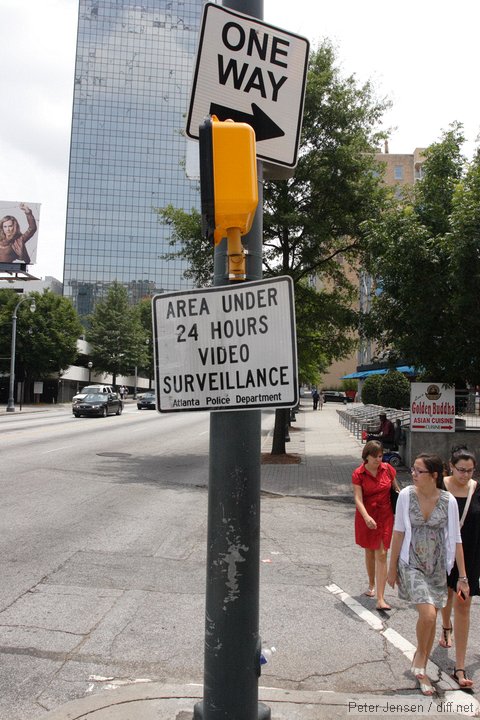 ONE
WAY
AREA UNDER
24 HOURS
VIDEO
SURVEILLANCE
Atlanta Police Department
Golden Buddha
ASIAN CUISINE
Peter Jensen / diff.net